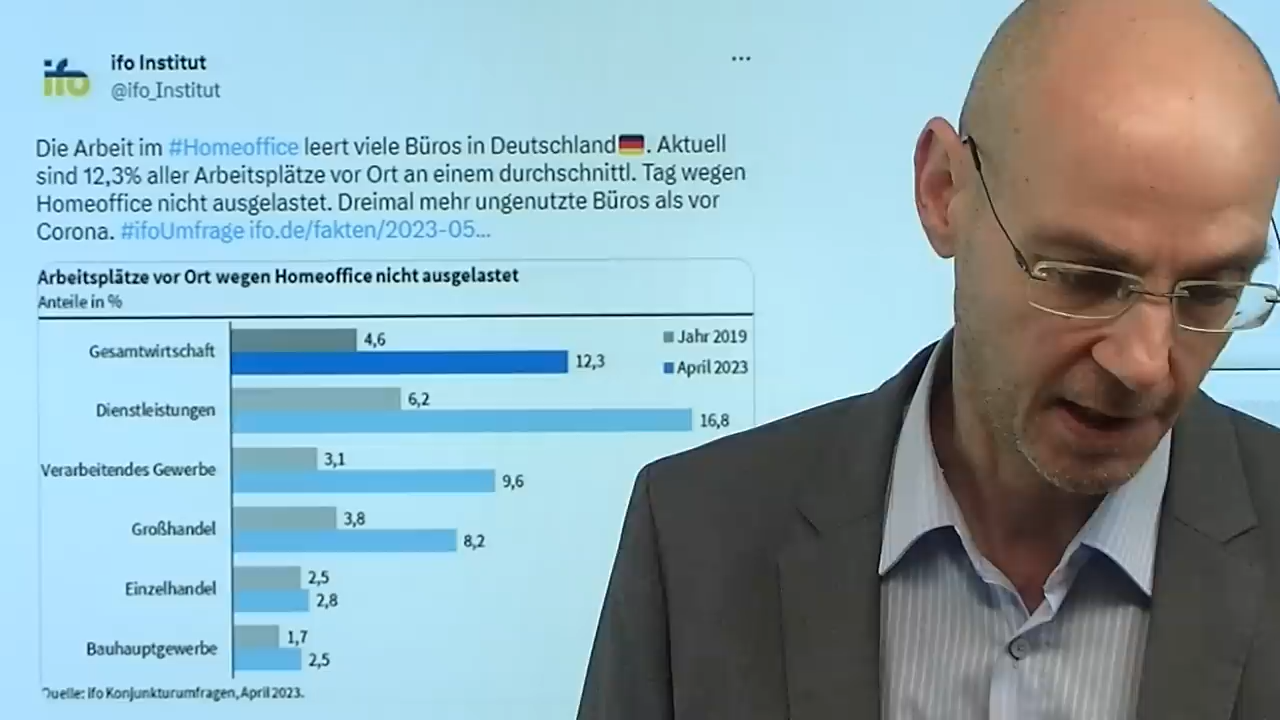 ifo
ifo Institut
@ifo_Institut
...
Die Arbeit im #Homeoffice leert viele Büros in Deutschland🇩🇪. Aktuell
sind 12,3% aller Arbeitsplätze vor Ort an einem durchschnittl. Tag wegen
Homeoffice nicht ausgelastet. Dreimal mehr ungenutzte Büros als vor
Corona. #ifoUmfrage ifo.de/fakten/2023-05...
Arbeitsplätze vor Ort wegen Homeoffice nicht ausgelastet
Anteile in %
Jahr 2019
April 2023
Gesamtwirtschaft 4,6 12,3
Dienstleistungen 6,2 16,8
Verarbeitendes Gewerbe 3,1 9,6
Großhandel 3,8 8,2
Einzelhandel 2,5 2,8
Bauhauptgewerbe 1,7 2,5
Quelle: ifo Konjunkturumfragen, April 2023.